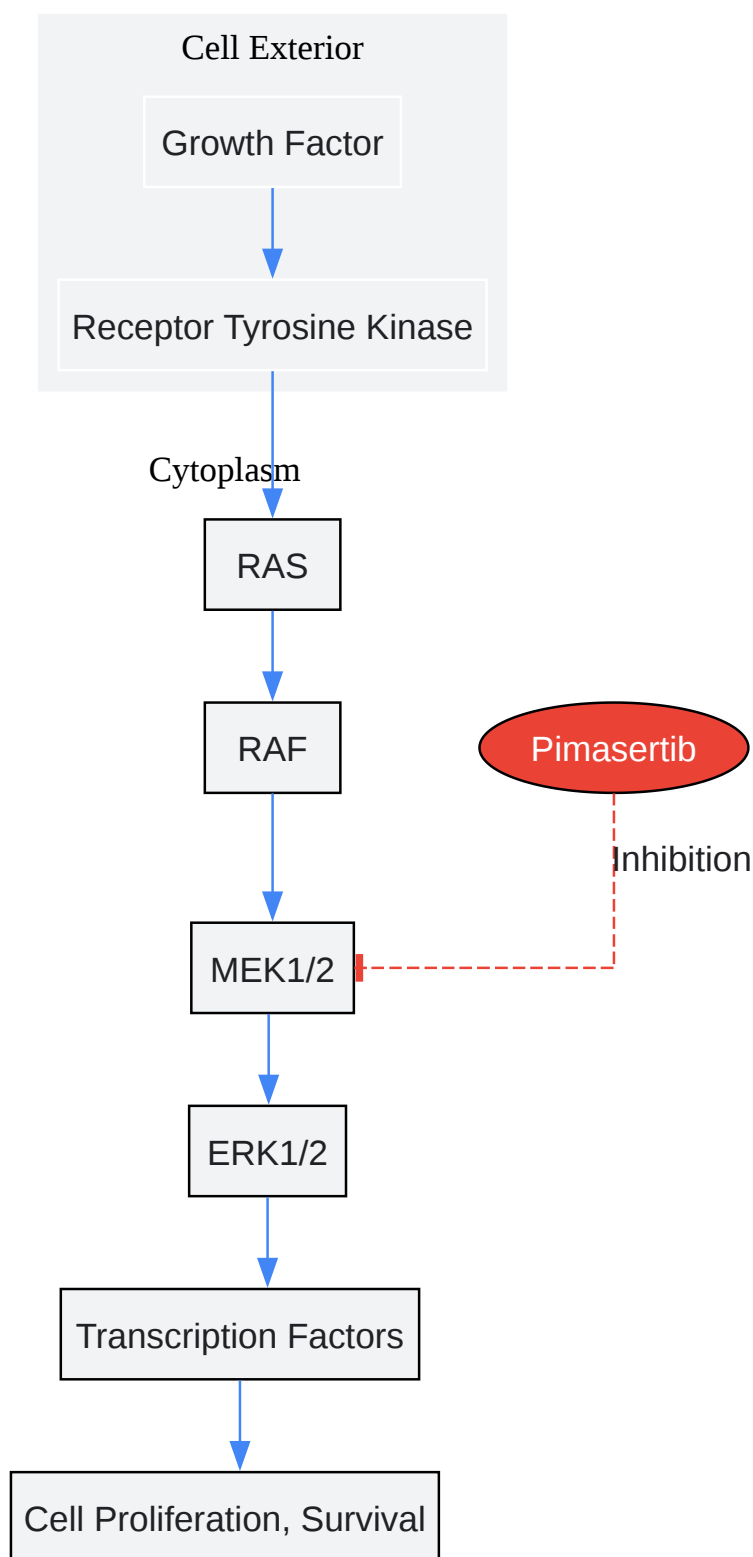 Cell Exterior
Growth Factor
Receptor Tyrosine Kinase
Cytoplasm
RAS
RAF
Pimasertib
Inhibition
MEK1/2
ERK1/2
Transcription Factors
Cell Proliferation, Survival